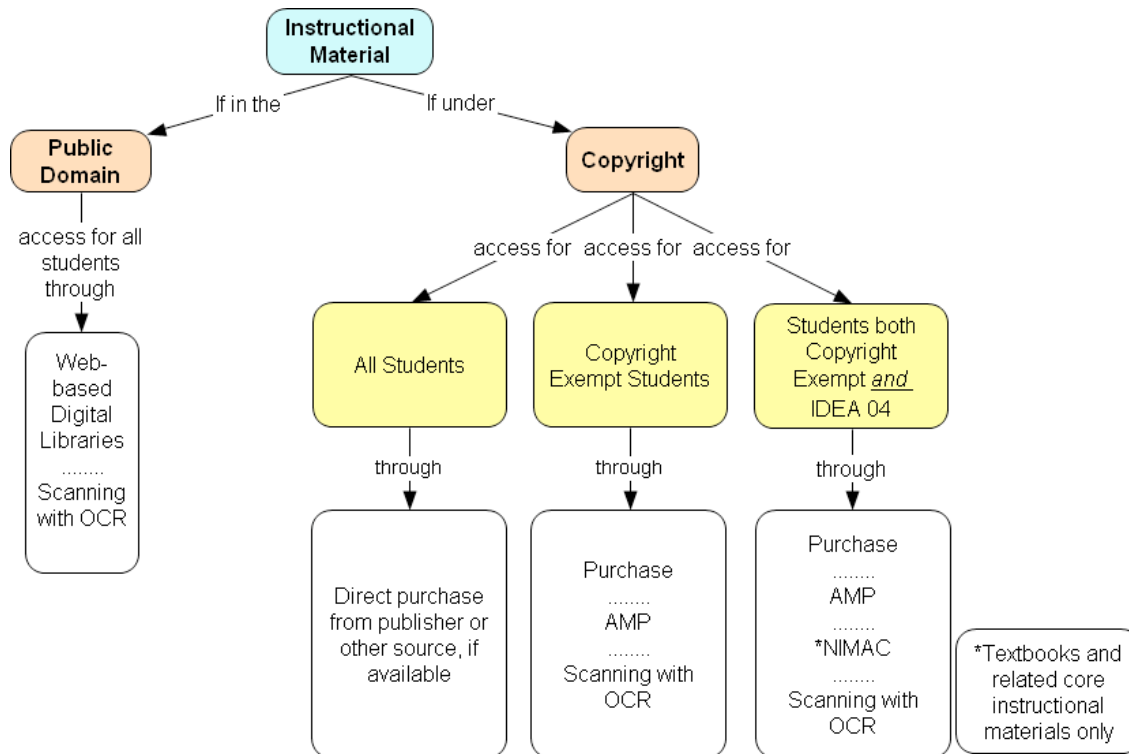 Instructional
Material
If in the
If under
Public
Domain
Copyright
access for all
students
through
access for
access for
access for
Web-
based
Digital
Libraries
........
Scanning
with OCR
All Students
Copyright
Exempt Students
Students both
Copyright
Exempt and
IDEA 04
through
through
through
Direct purchase
from publisher or
other source, if
available
Purchase
........
AMP
........
Scanning with
OCR
Purchase
........
AMP
........
*NIMAC
........
Scanning with
OCR
*Textbooks and
related core
instructional
materials only